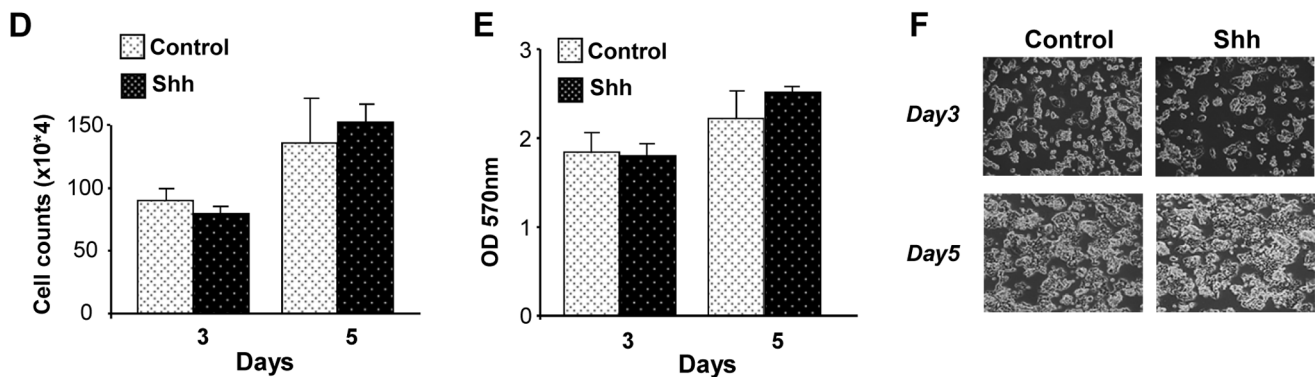 D
Control
Shh
Cell counts (x10*4)
150
100
50
0
3
5
Days
E
Control
Shh
OD 570nm
3
2
1
0
3
5
Days
F
Control
Shh
Day3
Day5